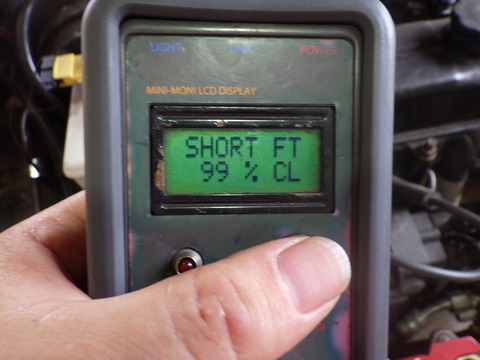 LIGHT POWER
MINI-MONI LCD DISPLAY
SHORT FT
99 % CL